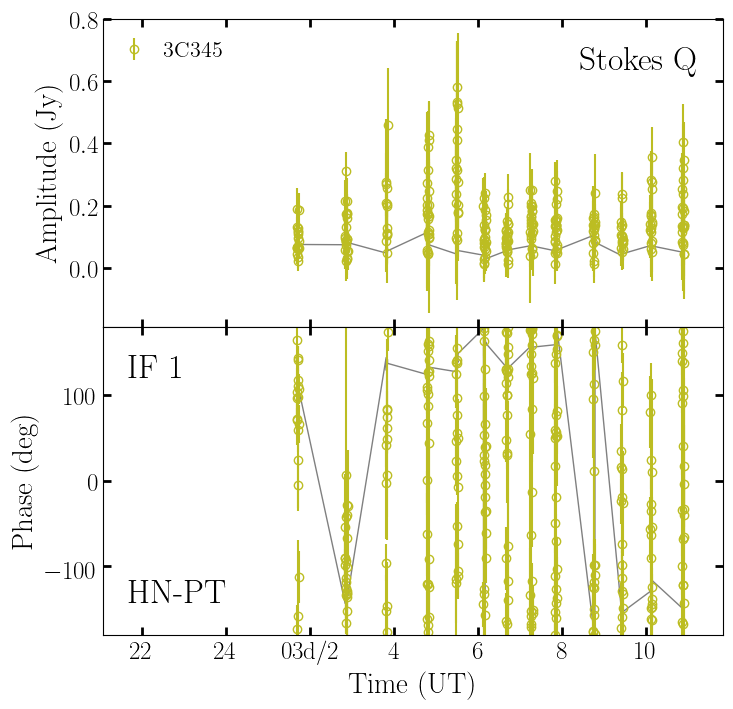 3C345
Stokes Q
0.8
0.6
0.4
0.2
0.0
Amplitude (Jy)
IF 1
HN-PT
100
0
−100
Phase (deg)
22 24 03d/2 4 6 8 10
Time (UT)